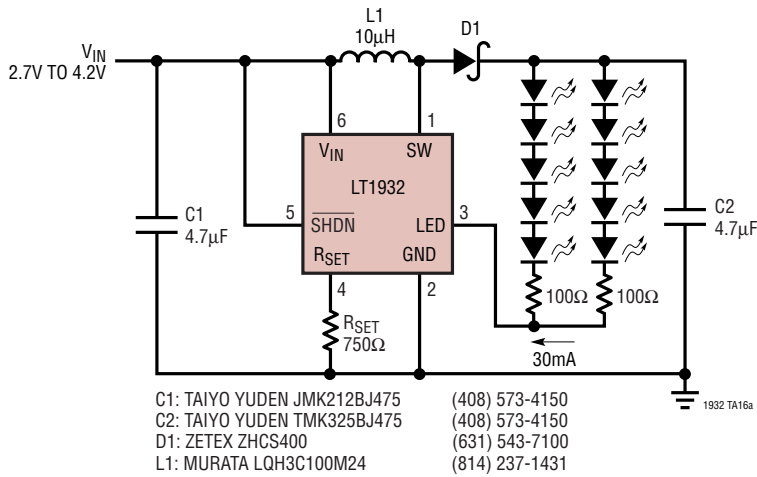 L1
10µH
D1
VIN
2.7V TO 4.2V
6
1
VIN
SW
LT1932
C1
4.7µF
5
SHDN
LED
3
C2
4.7µF
RSET
GND
4
2
100Ω
100Ω
RSET
750Ω
30mA
C1: TAIYO YUDEN JMK212BJ475 (408) 573-4150
C2: TAIYO YUDEN TMK325BJ475 (408) 573-4150
D1: ZETEX ZHCS400 (631) 543-7100
L1: MURATA LQH3C100M24 (814) 237-1431
1932 TA16a